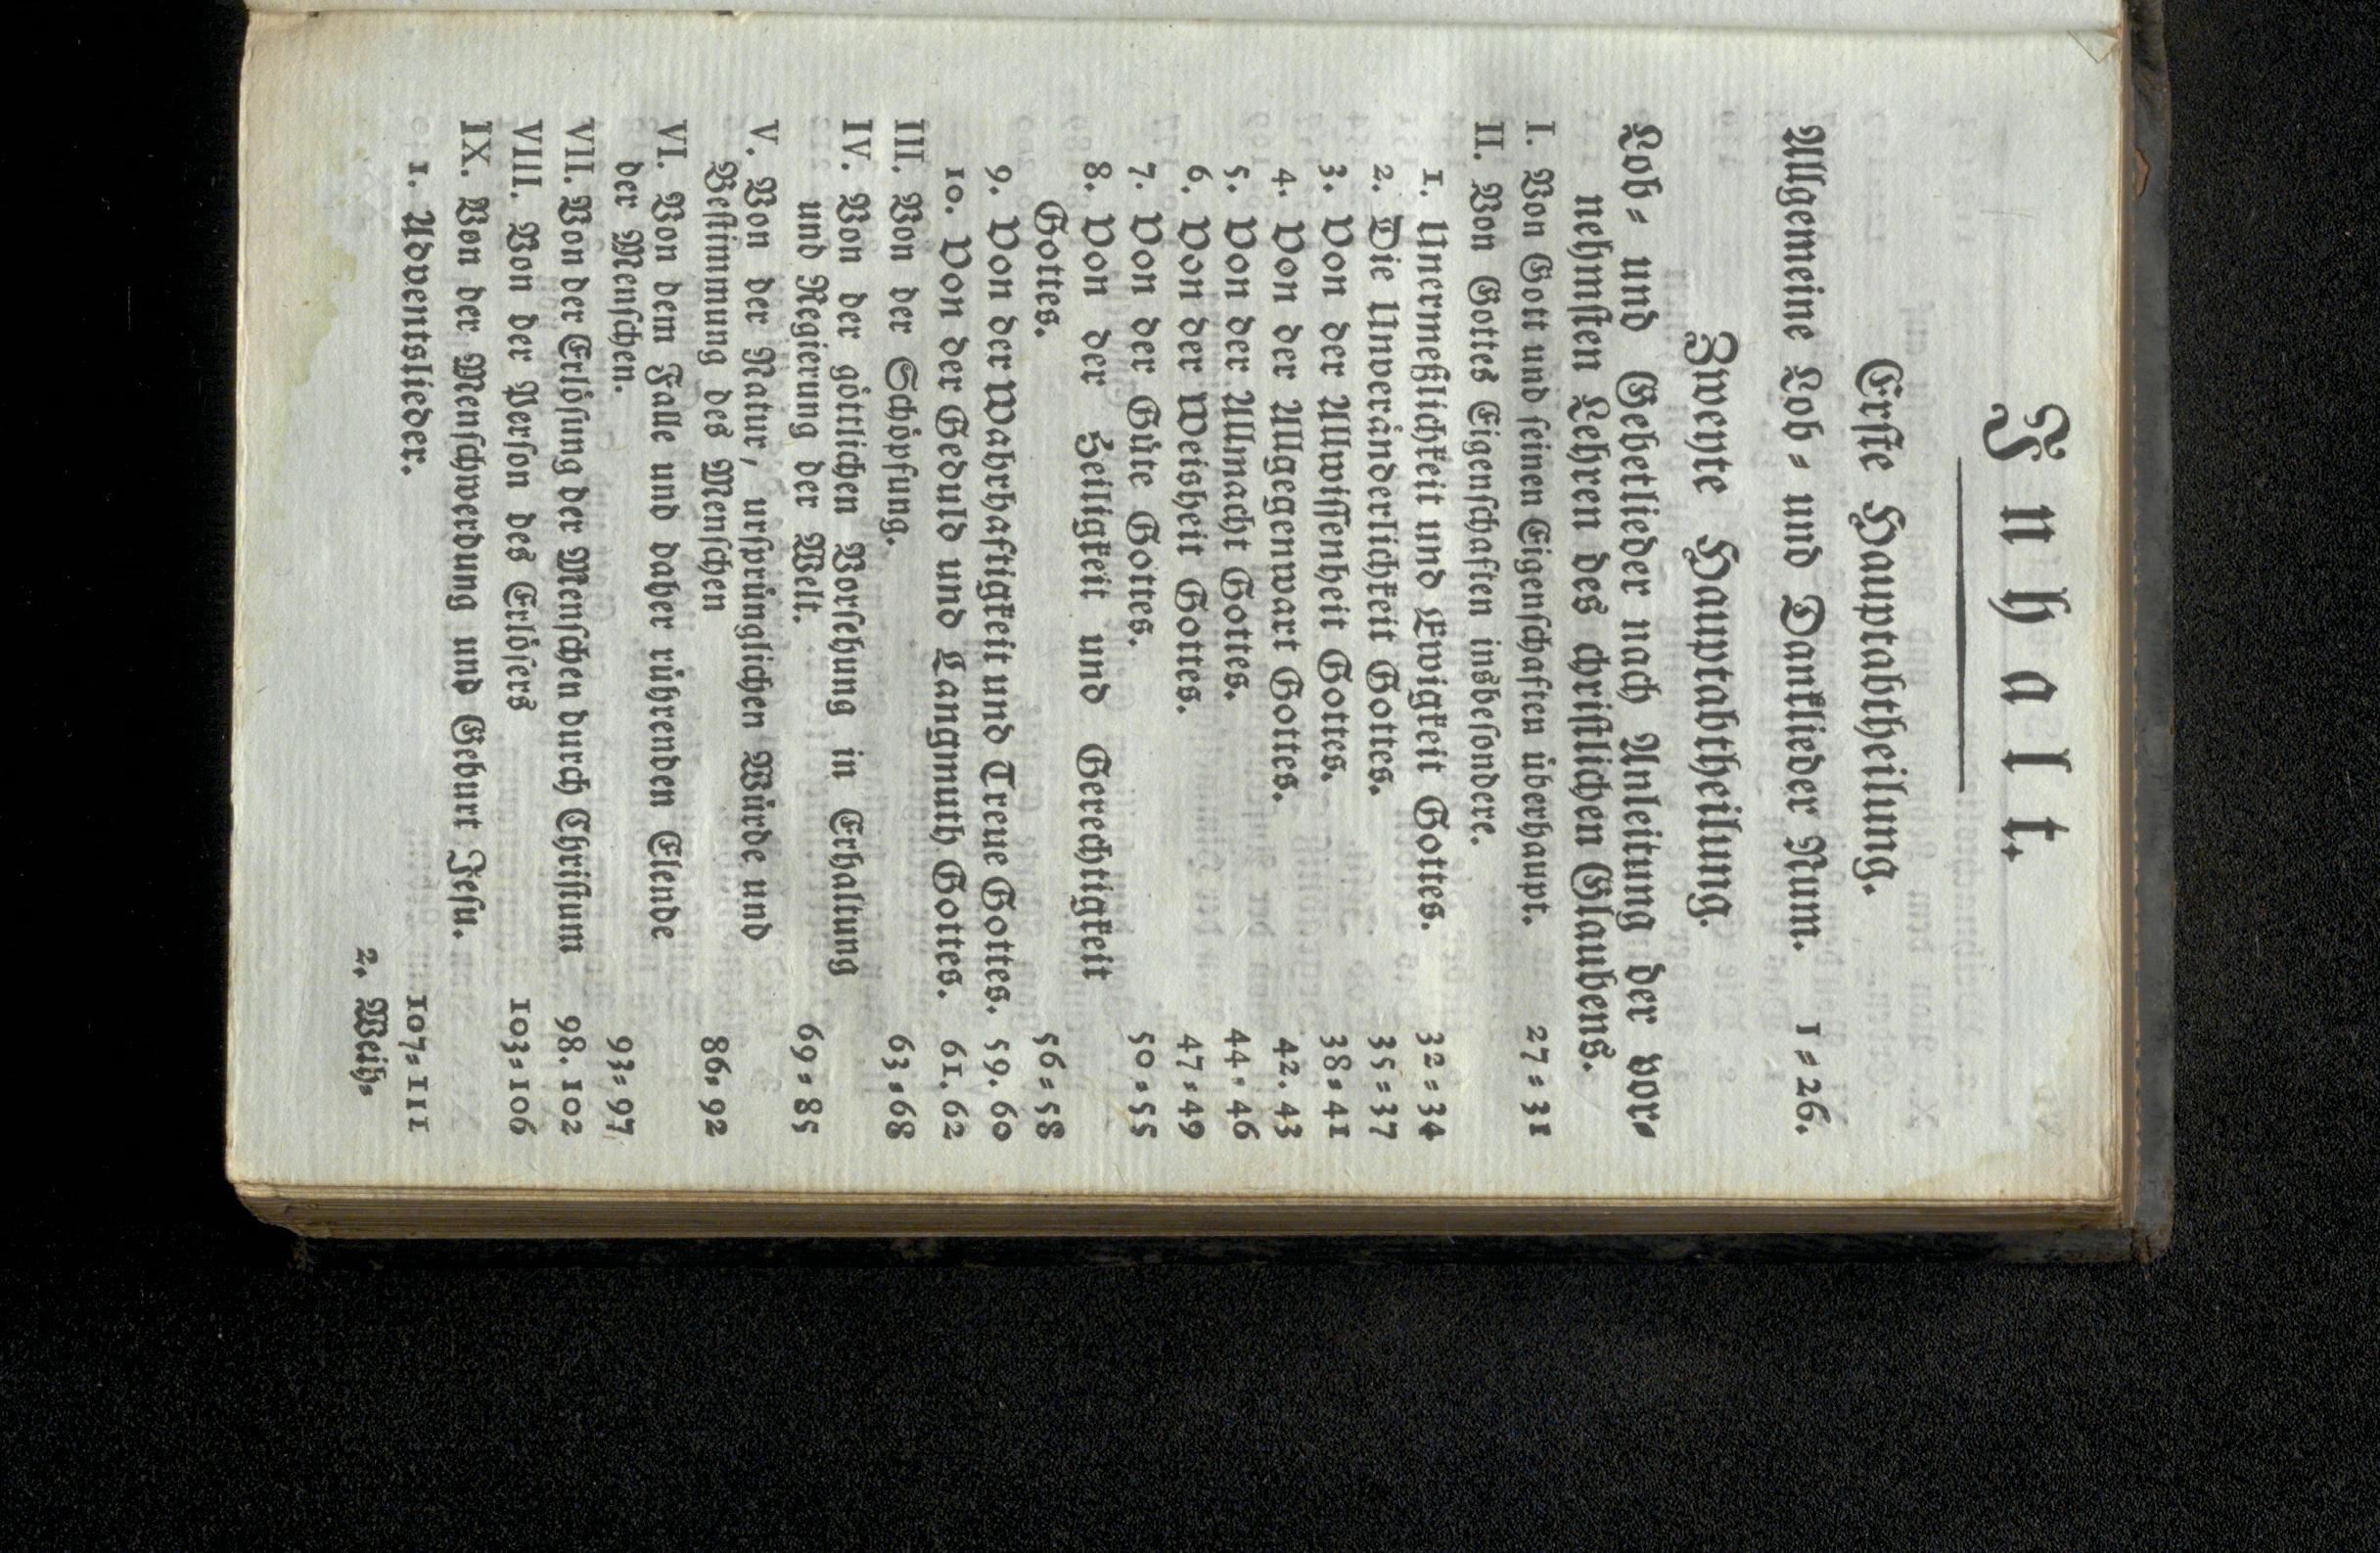 Inhalt.
Erſte Hauptabtheilung.
Allgemeine Lob- und Danklieder Num. 1-26.
Zweyte Hauptabtheilung.
Lob- und Gebetlieder nach Anleitung der vor-
nehmſten Lehren des chriſtlichen Glaubens.
I. Von Gott und ſeinen Eigenſchaften überhaupt. 27-31
II. Von Gottes Eigenſchaften insbeſondere.
1. Unermeßlichkeit und Ewigkeit Gottes. 32-34
2. Die Unveränderlichkeit Gottes. 35-37
3. Von der Allwiſſenheit Gottes. 38-41
4. Von der Allgegenwart Gottes. 42. 43
5. Von der Allmacht Gottes. 44-46
6. Von der Weisheit Gottes. 47-49
7. Von der Güte Gottes. 50-55
8. Von der Heiligkeit und Gerechtigkeit
Gottes. 56-58
9. Von der Wahrhaftigkeit und Treue Gottes. 59. 60
10. Von der Geduld und Langmuth Gottes. 61. 62
III. Von der Schöpfung. 63-68
IV. Von der göttlichen Vorſehung in Erhaltung
und Regierung der Welt. 69-85
V. Von der Natur, urſprünglichen Würde und
Beſtimmung des Menſchen 86-92
VI. Von dem Falle und daher rührenden Elende
der Menſchen. 93-97
VII. Von der Erlöſung der Menſchen durch Chriſtum 98. 102
VIII. Von der Perſon des Erlöſers 103-106
IX. Von der Menſchwerdung und Geburt Jeſu.
1. Adventslieder. 107-111
2. Weih-